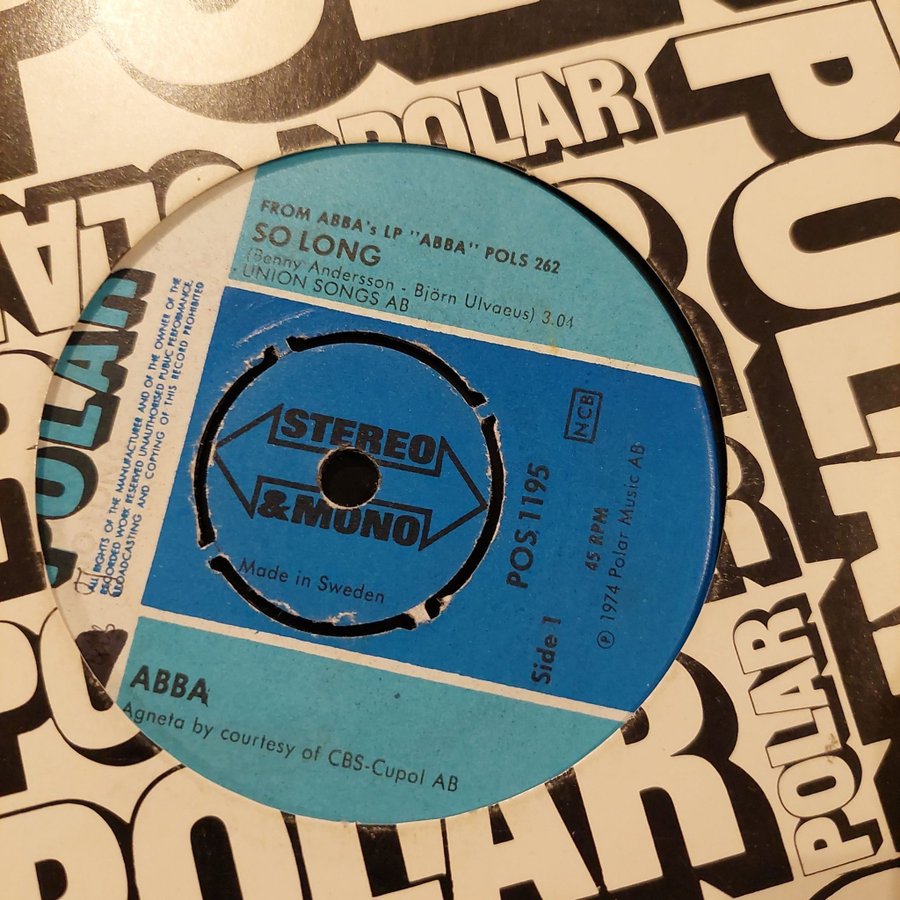 POLAR
POLAR
FROM ABBA's LP "ABBA" POLS 262
SO LONG
(Benny Andersson - Björn Ulvaeus) 3.04
UNION SONGS AB
POLAR
ALL RIGHTS OF THE MANUFACTURER AND OF THE OWNER OF THE
RECORDED WORK RESERVED UNAUTHORISED PUBLIC PERFORMANCE,
BROADCASTING AND COPYING OF THIS RECORD PROHIBITED
STEREO
&MONO
Made in Sweden
NCB
POS 1195
45 RPM
Side 1
Ⓟ 1974 Polar Music AB
ABBA
Agneta by courtesy of CBS-Cupol AB
POLAR
POLAR